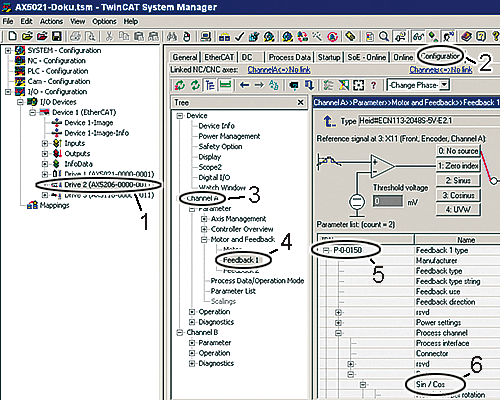 AX5021-Doku.tsm - TwinCAT System Manager
File Edit Actions View Options Help
SYSTEM - Configuration
NC - Configuration
PLC - Configuration
Cam - Configuration
I/O - Configuration
I/O Devices
Device 1 (EtherCAT)
Device 1-Image
Device 1-Image-Info
Inputs
Outputs
InfoData
Drive 1 (AX5021-0000-0001)
Drive 2 (AX5206-0000-00
Drive 3
Mappings
1
General EtherCAT DC Process Data Startup SoE - Online Online Configuration
2
Linked NC/CNC axes: ChannelA<->No link ChannelB<->No link
-Change Phase-
Tree
Device
Device Info
Power Management
Safety Option
Display
Scope2
Digital I/O
Watch Window
Channel A
3
Parameter
Axis Management
Controller Overview
Motor and Feedback
Motor
4
Feedback 1
Feedback 2
Process Data/Operation Mode
Parameter List
Scalings
Operation
Diagnostics
Channel B
Parameter
Operation
Diagnostics
Channel A>>Parameter>>Motor and Feedback>>Feedback 1
Type Heid#ECN113-2048S-5V-E2.1
Reference signal at 3: X11 (Front, Encoder, Channel A):
0: No source
1: Zero index
2: Sinus
3: Cosinus
4: UVW
Threshold voltage
0 mV
Parameter list: (count = 2)
Name
P-0-0150
5
Feedback 1 type
Manufacturer
Feedback type
Feedback type string
Feedback use
Feedback direction
rsvd
Power settings
Process channel
Process interface
Connector
rsvd
6
Sin / Cos
rotation